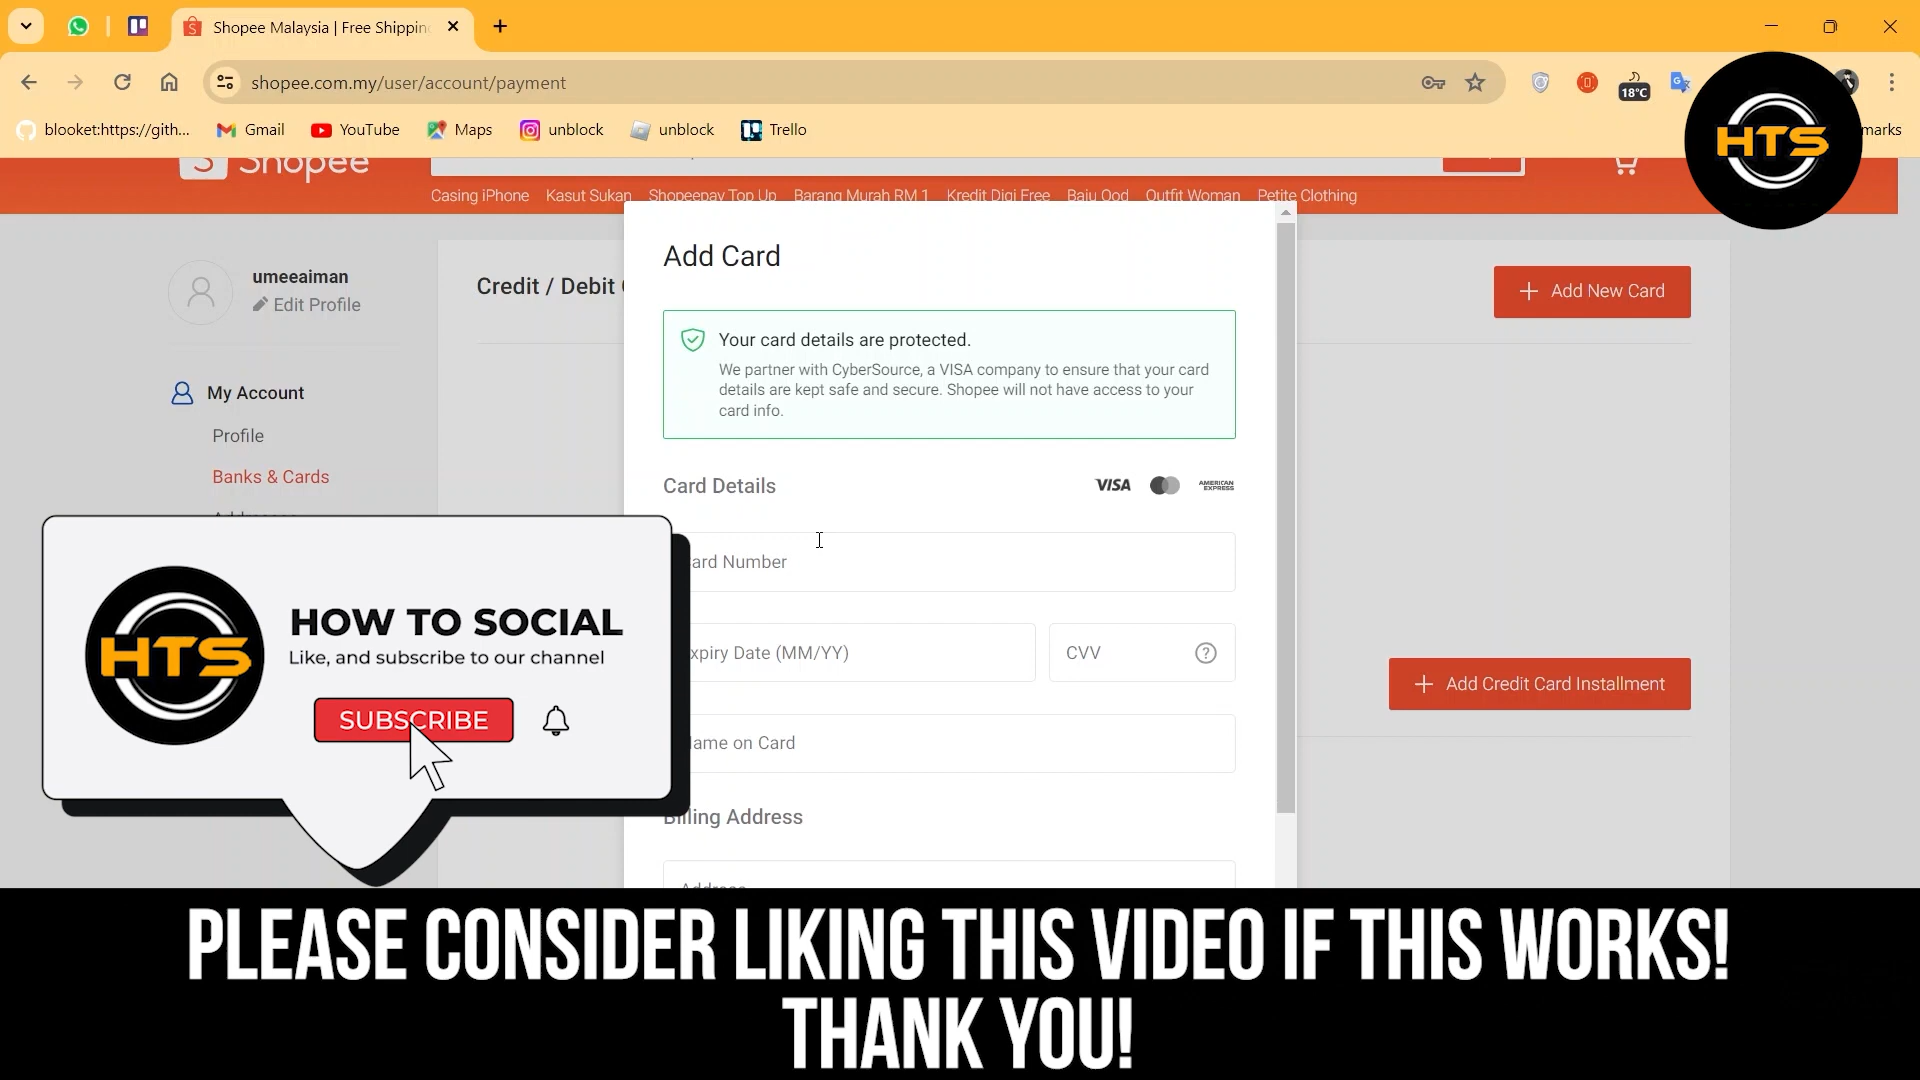 Shopee Malaysia | Free Shippin
shopee.com.my/user/account/payment
18°C
blooket:https://gith...
Gmail
YouTube
Maps
unblock
unblock
Trello
marks
HTS
Shopee
Casing iPhone Kasut Sukan Shopeepay Top Up Barang Murah RM 1 Kredit Digi Free Baju Ood Outfit Woman Petite Clothing
umeeaiman
Edit Profile
My Account
Profile
Banks & Cards
Credit / Debit
+ Add New Card
Add Card
Your card details are protected.
We partner with CyberSource, a VISA company to ensure that your card
details are kept safe and secure. Shopee will not have access to your
card info.
Card Details
VISA
AMERICAN
EXPRESS
ard Number
xpiry Date (MM/YY)
CVV
?
ame on Card
Billing Address
Address
+ Add Credit Card Installment
HTS
HOW TO SOCIAL
Like, and subscribe to our channel
SUBSCRIBE
PLEASE CONSIDER LIKING THIS VIDEO IF THIS WORKS!
THANK YOU!